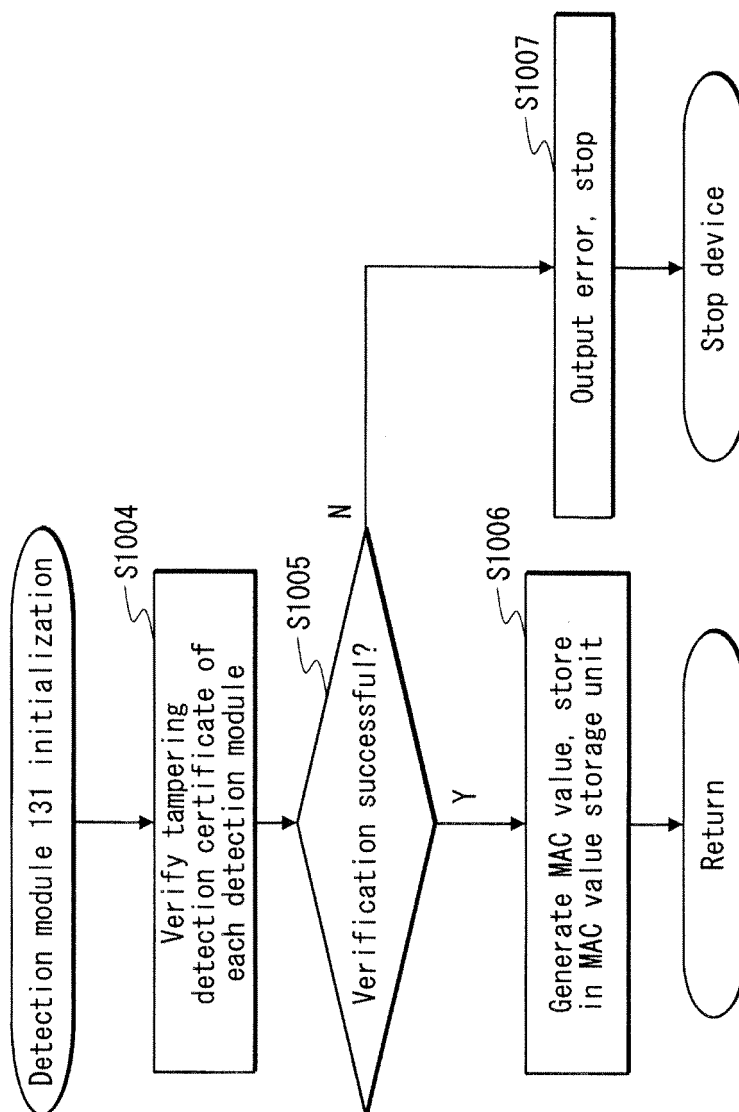 Detection module 131 initialization
S1004
Verify tampering
detection certificate of
each detection module
S1005
Verification successful?
N
Y
S1006
Generate MAC value, store
in MAC value storage unit
Return
S1007
Output error, stop
Stop device